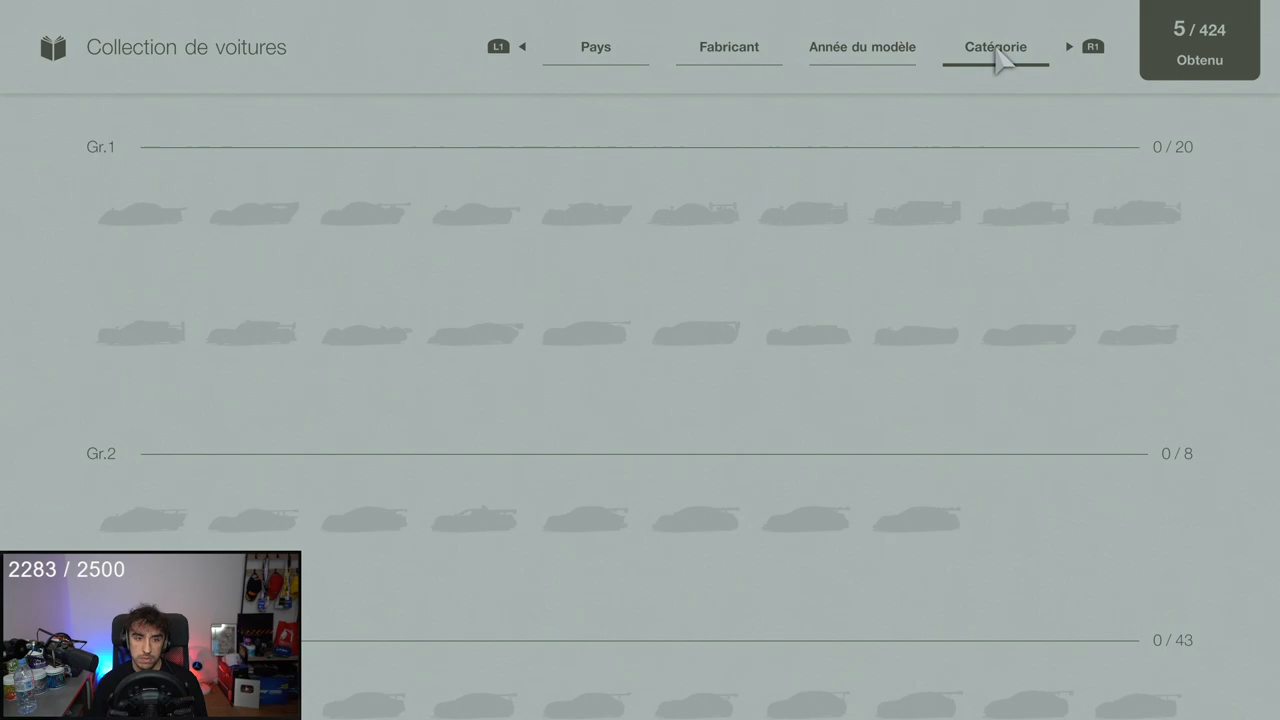 Collection de voitures
L1
Pays
Fabricant
Année du modèle
Catégorie
R1
5 / 424
Obtenu
Gr.1
0 / 20
Gr.2
0 / 8
2283 / 2500
0 / 43